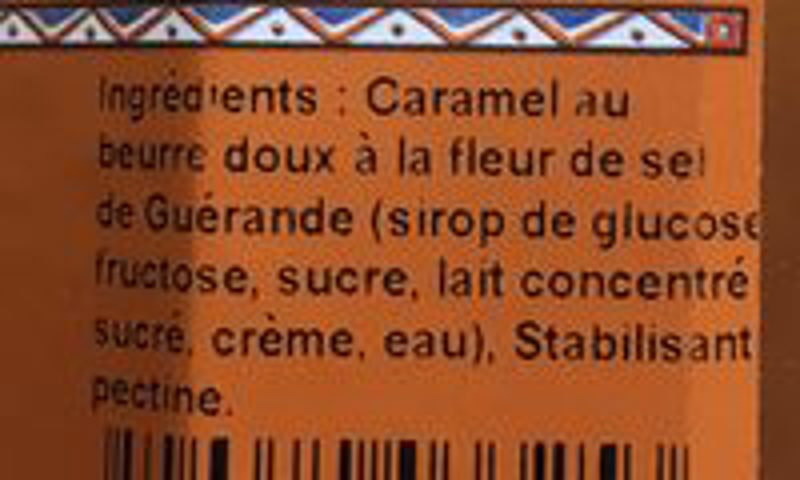 Ingrédients : Caramel au
beurre doux à la fleur de sel
de Guérande (sirop de glucose
fructose, sucre, lait concentré
sucré, crème, eau), Stabilisant
pectine.